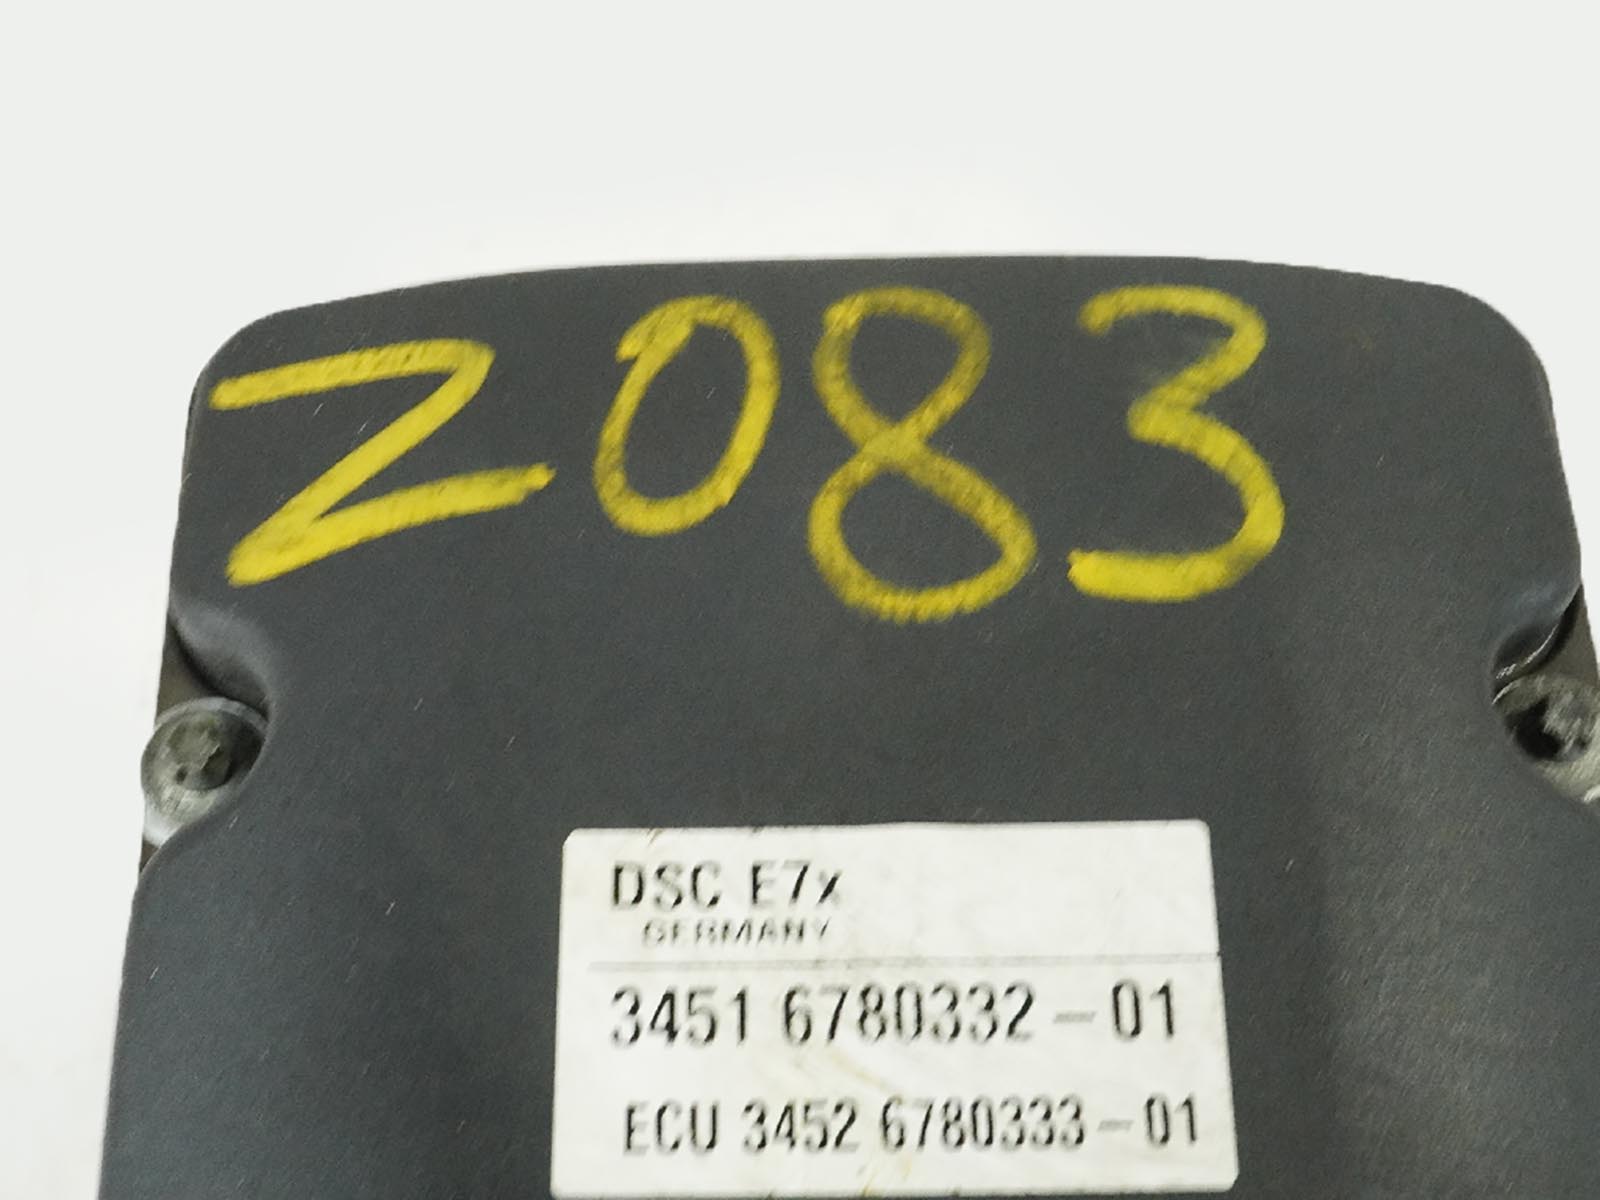 Z083
DSC E7x
GERMANY
3451 6780332-01
ECU 3452 6780333-01